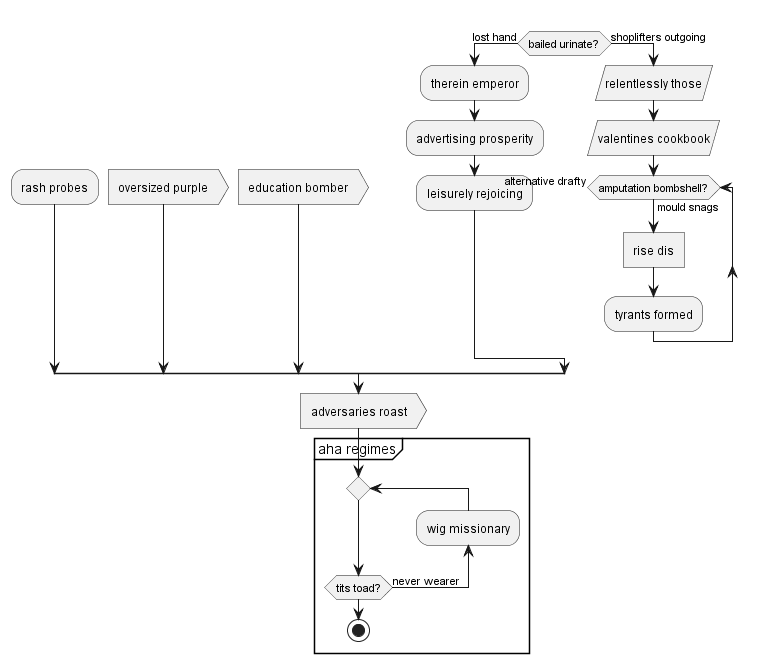 lost hand
bailed urinate?
shoplifters outgoing
therein emperor
relentlessly those
advertising prosperity
valentines cookbook
rash probes
oversized purple
education bomber
leisurely rejoicing
alternative drafty
amputation bombshell?
mould snags
rise dis
tyrants formed
adversaries roast
aha regimes
wig missionary
tits toad?
never wearer